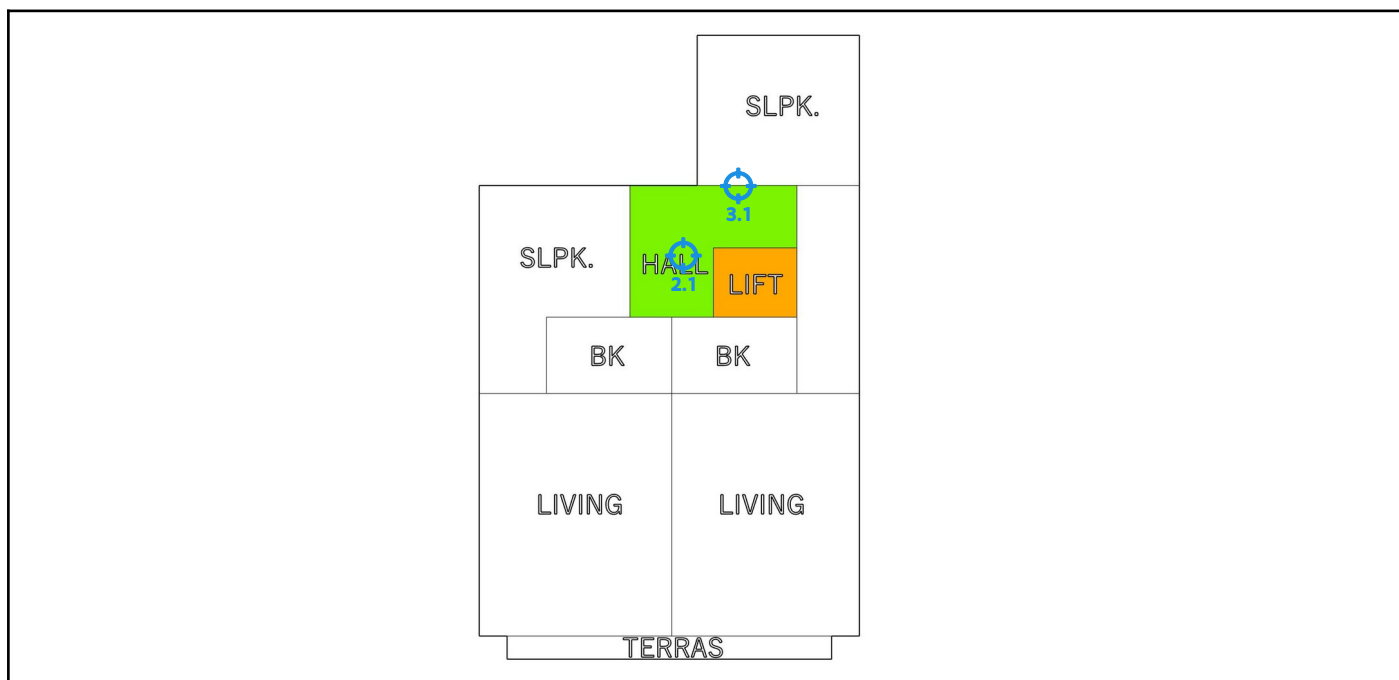 SLPK.
3.1
SLPK.
HALL
2.1
LIFT
BK
BK
LIVING
LIVING
TERRAS